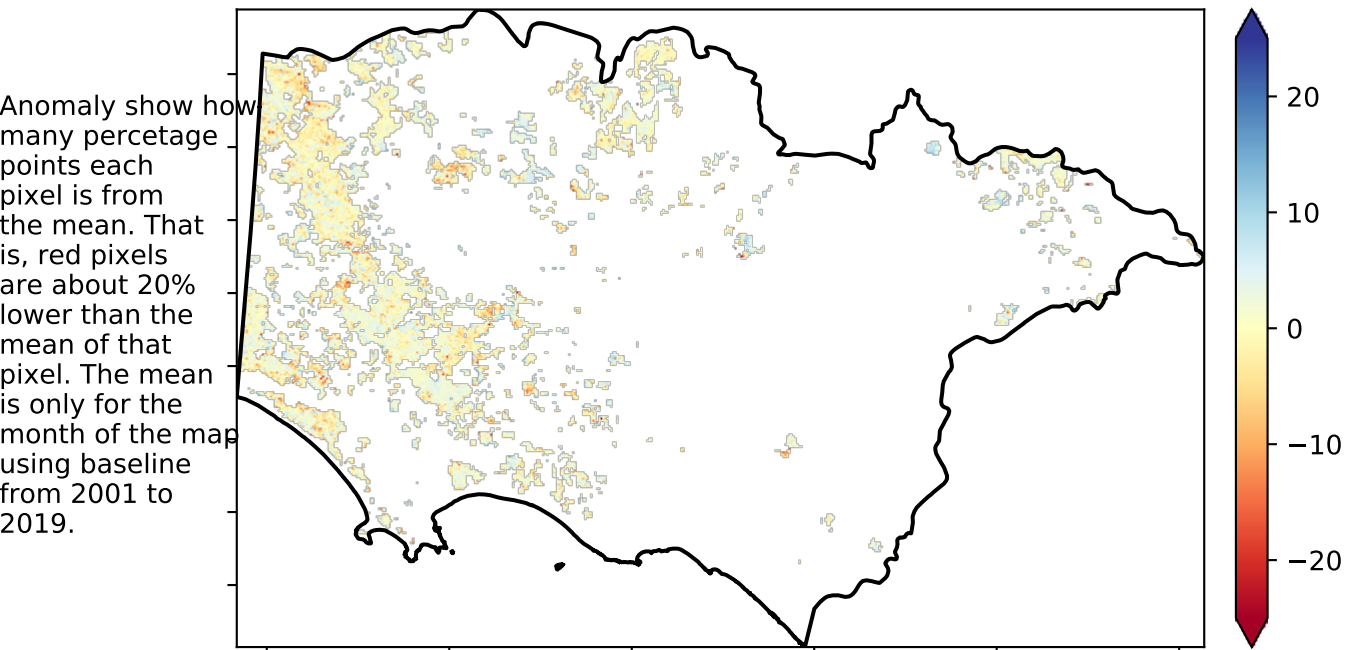 Anomaly show how
many percetage
points each
pixel is from
the mean. That
is, red pixels
are about 20%
lower than the
mean of that
pixel. The mean
is only for the
month of the map
using baseline
from 2001 to
2019.
20
10
0
−10
−20